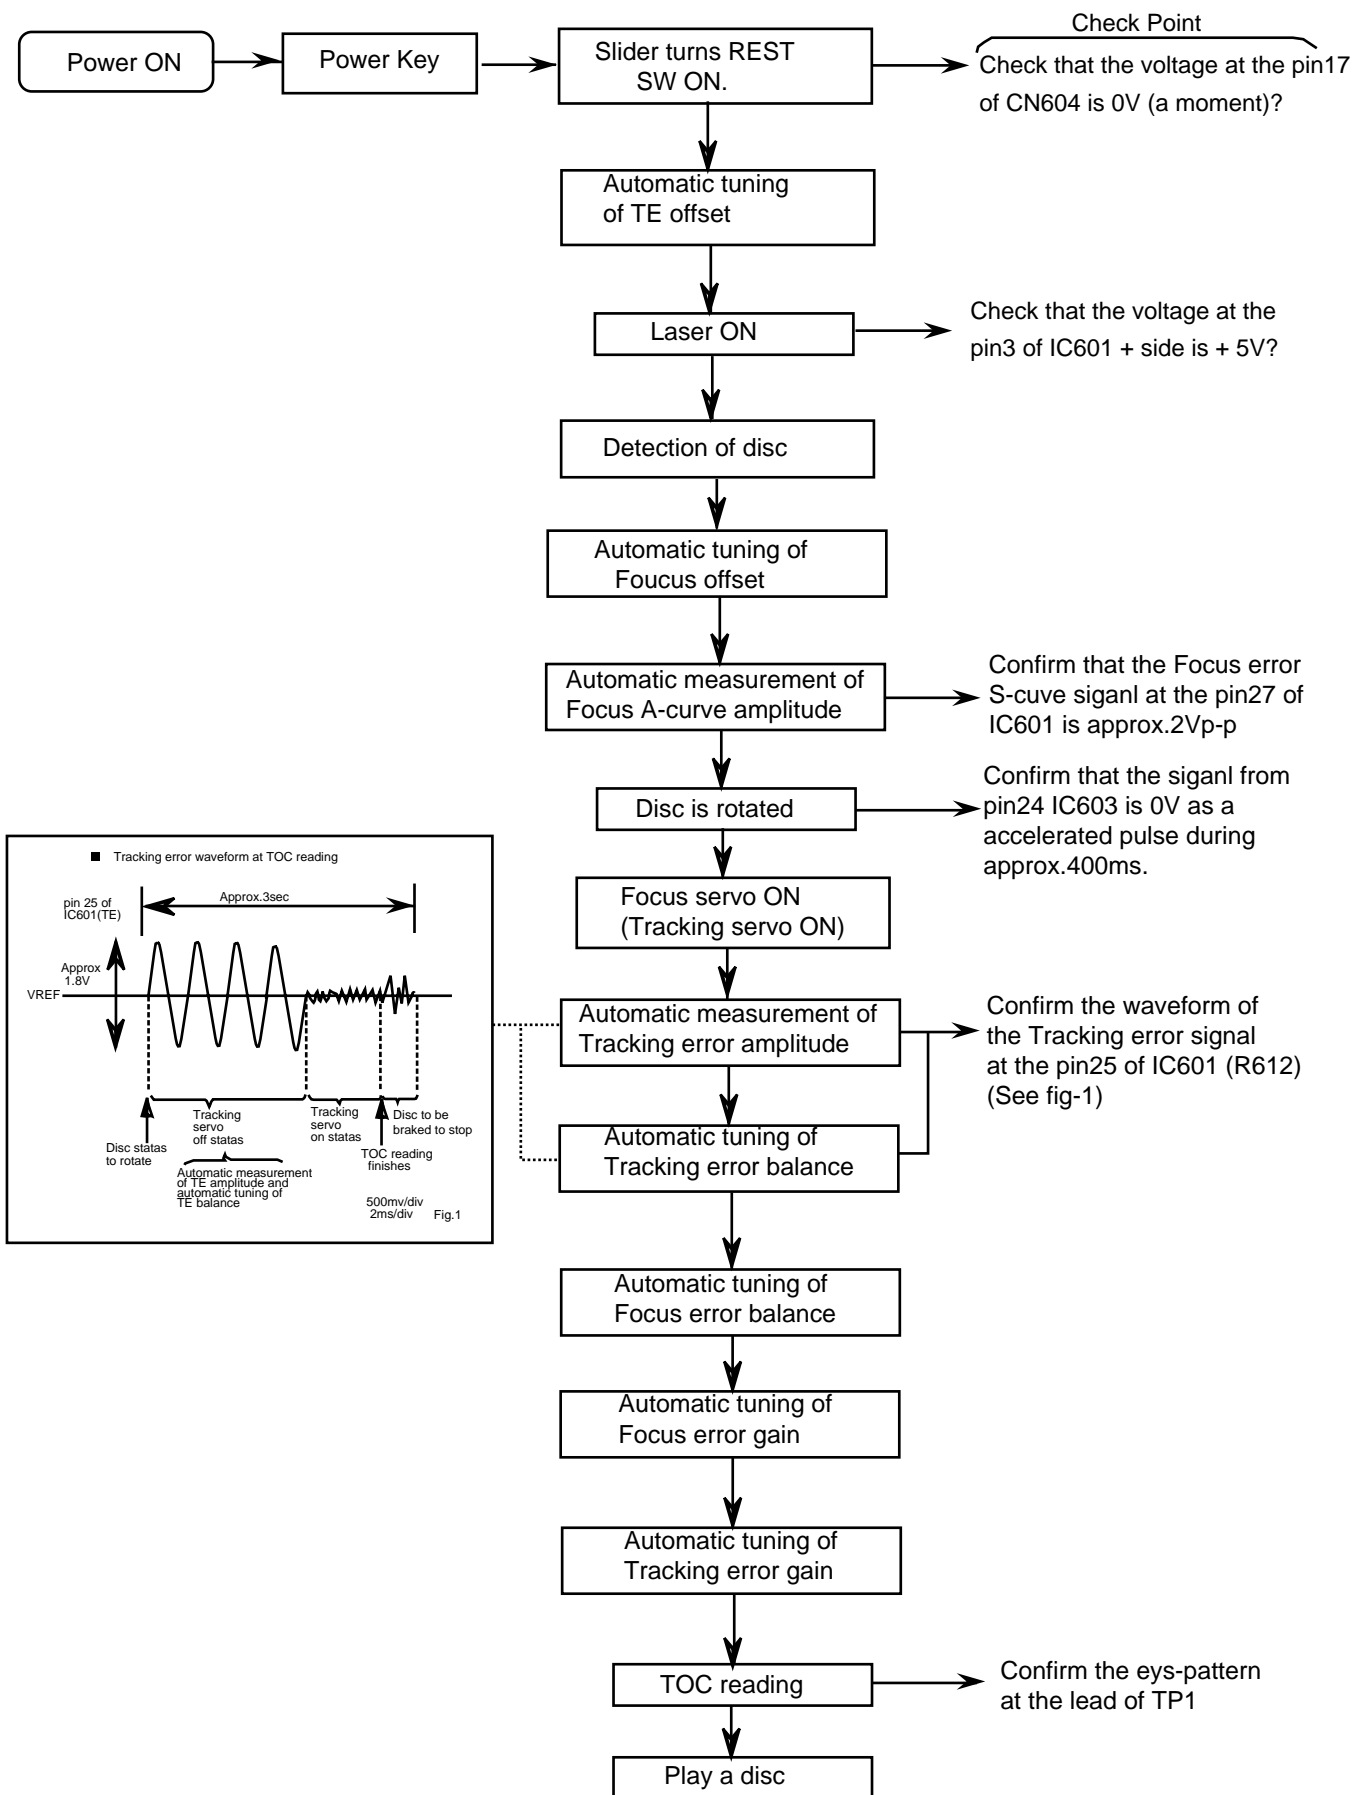 Check Point
Power ON
Power Key
Slider turns REST
SW ON.
Check that the voltage at the pin17
of CN604 is 0V (a moment)?
Automatic tuning
of TE offset
Laser ON
Check that the voltage at the
pin3 of IC601 + side is + 5V?
Detection of disc
Automatic tuning of
Foucus offset
Automatic measurement of
Focus A-curve amplitude
Confirm that the Focus error
S-cuve siganl at the pin27 of
IC601 is approx.2Vp-p
Disc is rotated
Confirm that the siganl from
pin24 IC603 is 0V as a
accelerated pulse during
approx.400ms.
Focus servo ON
(Tracking servo ON)
■ Tracking error waveform at TOC reading
pin 25 of
IC601(TE)
Approx.3sec
Approx
1.8V
VREF
Disc statas
to rotate
Tracking
servo
off statas
Tracking
servo
on statas
Disc to be
braked to stop
TOC reading
finishes
Automatic measurement
of TE amplitude and
automatic tuning of
TE balance
500mv/div
2ms/div
Fig.1
Automatic measurement of
Tracking error amplitude
Confirm the waveform of
the Tracking error signal
at the pin25 of IC601 (R612)
(See fig-1)
Automatic tuning of
Tracking error balance
Automatic tuning of
Focus error balance
Automatic tuning of
Focus error gain
Automatic tuning of
Tracking error gain
TOC reading
Confirm the eys-pattern
at the lead of TP1
Play a disc